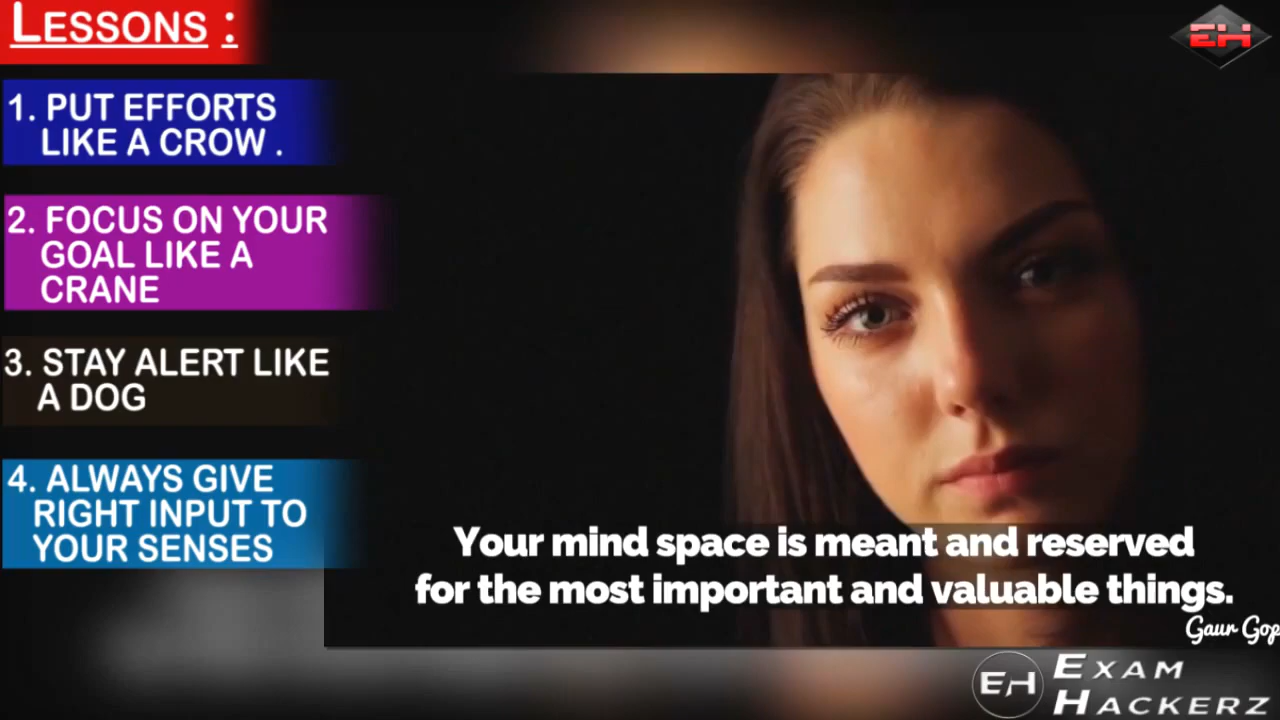 LESSONS :
EH
1. PUT EFFORTS
LIKE A CROW .
2. FOCUS ON YOUR
GOAL LIKE A
CRANE
3. STAY ALERT LIKE
A DOG
4. ALWAYS GIVE
RIGHT INPUT TO
YOUR SENSES
Your mind space is meant and reserved
for the most important and valuable things.
Gaur Gop
EH EXAM
HACKERZ